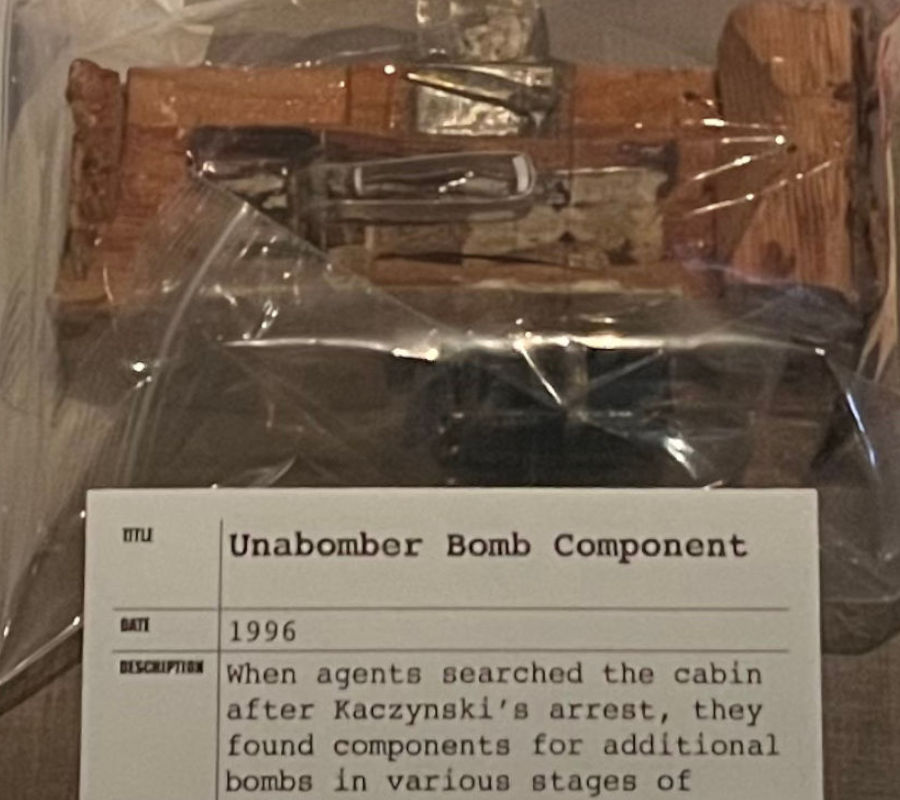 TITLE
Unabomber Bomb Component
DATE
1996
DESCRIPTION
When agents searched the cabin
after Kaczynski's arrest, they
found components for additional
bombs in various stages of